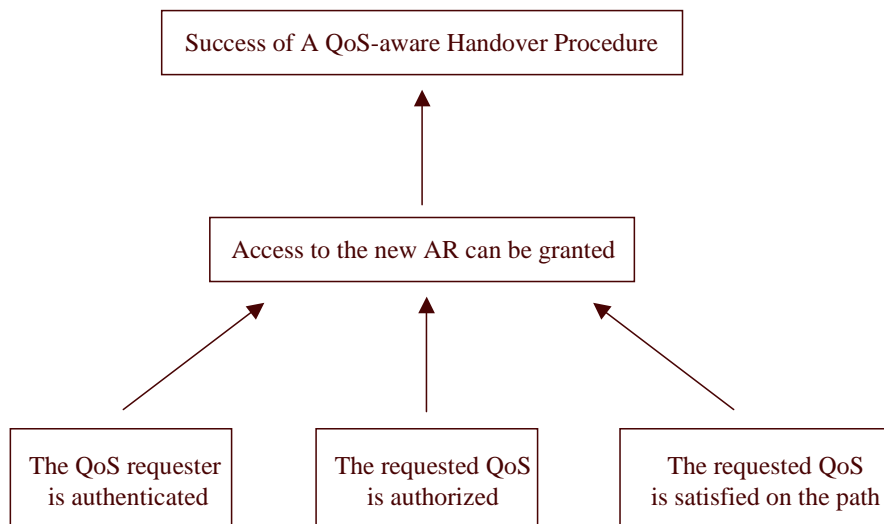 Success of A QoS-aware Handover Procedure
Access to the new AR can be granted
The QoS requester
is authenticated
The requested QoS
is authorized
The requested QoS
is satisfied on the path